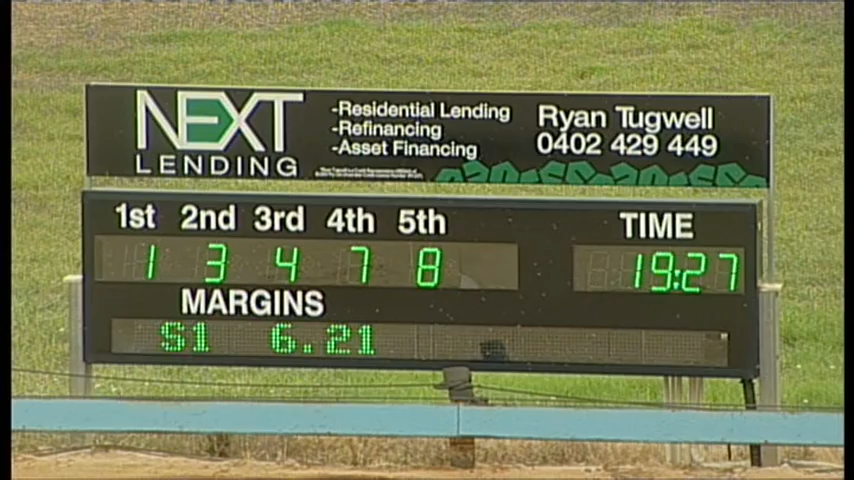 NEXT
LENDING
-Residential Lending
-Refinancing
-Asset Financing
Ryan Tugwell
0402 429 449
1st 2nd 3rd 4th 5th TIME
1 3 4 7 8 19:27
MARGINS
S1 6.21